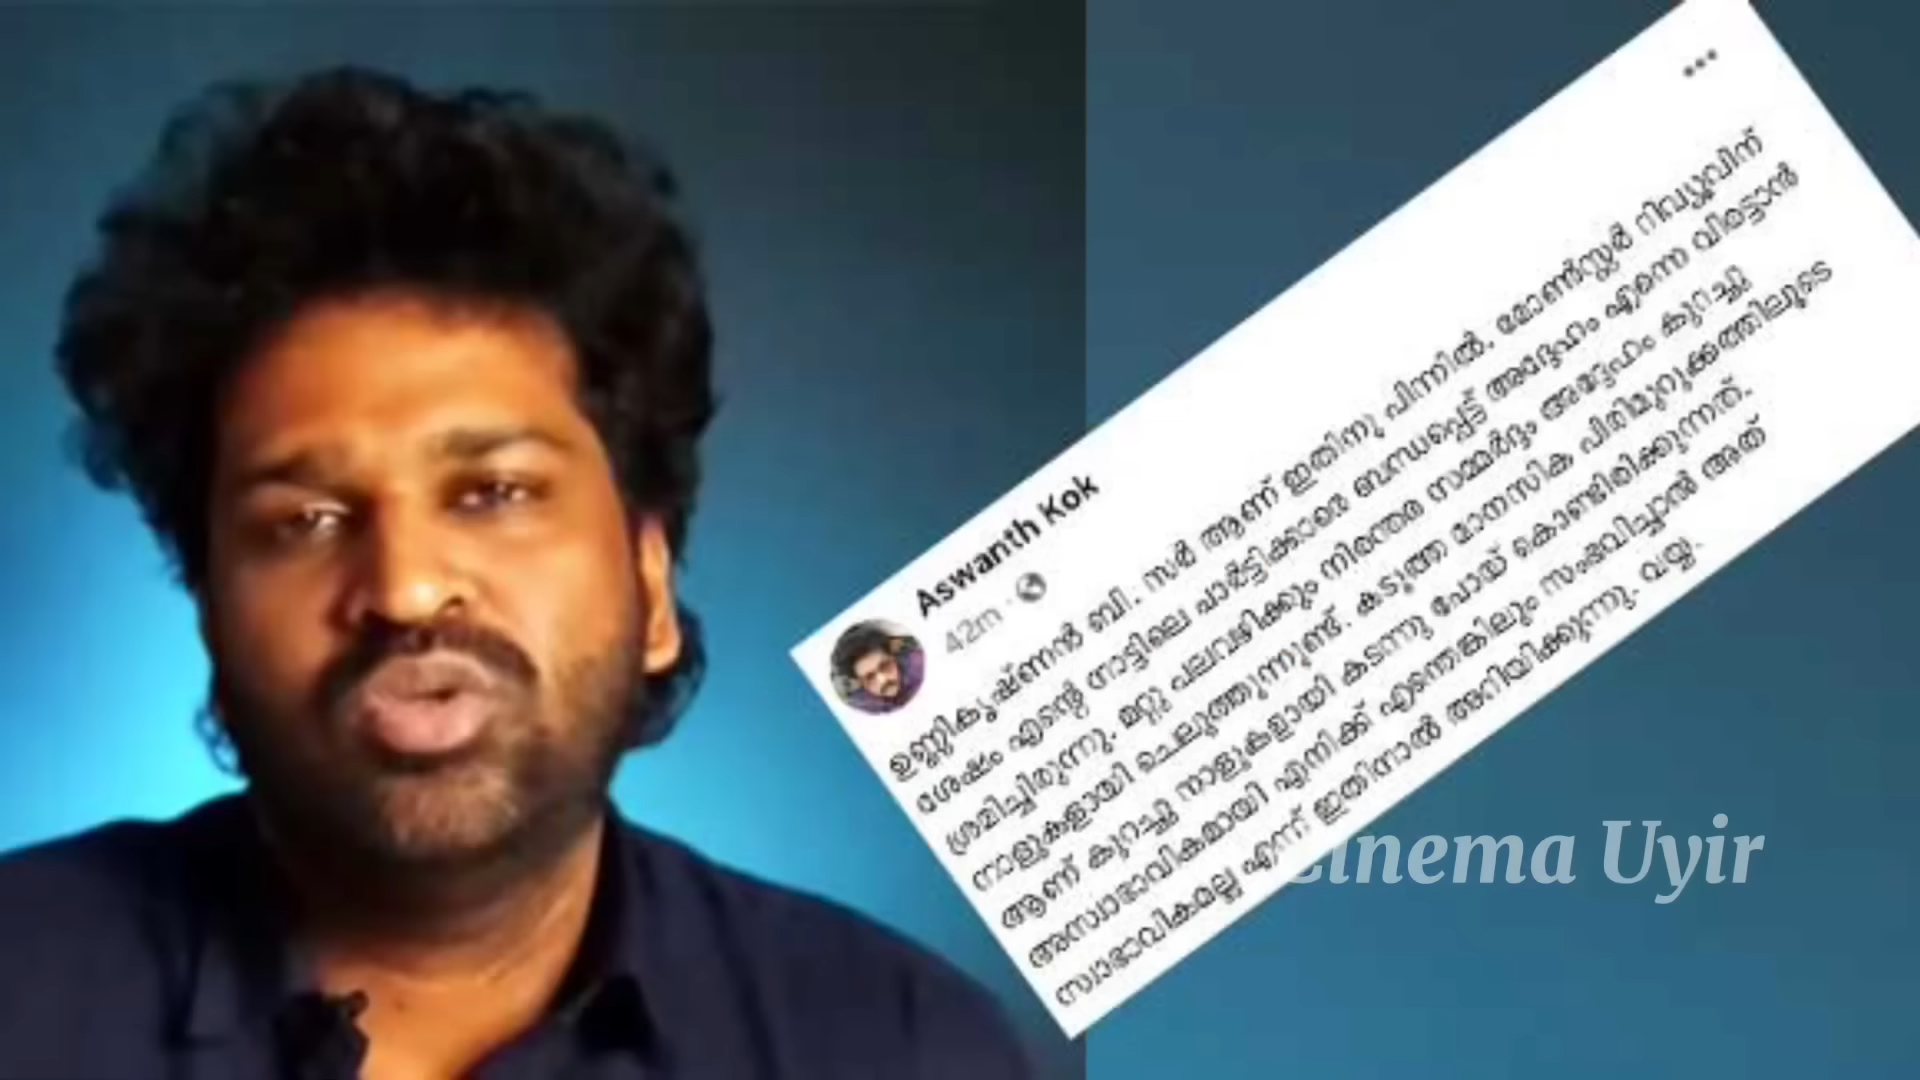 Aswanth Kok
42m
ഉണ്ണികൃഷ്ണൻ ബി. സർ ആണ് ഇതിനു പിന്നിൽ. മോൺസ്റ്റർ റിവ്യൂവിന്
ശേഷം എന്റെ നാട്ടിലെ പാർട്ടിക്കാരെ ബന്ധപ്പെട്ട് അദ്ദേഹം എന്നെ വിരട്ടാൻ
ശ്രമിച്ചിരുന്നു. മറ്റു പലവഴിക്കും നിരന്തര സമ്മർദ്ദം അദ്ദേഹം കുറച്ചു
നാളുകളായി ചെലുത്തുന്നുണ്ട്. കടുത്ത മാനസിക പിരിമുറുക്കത്തിലൂടെ
ആണ് കുറച്ചു നാളുകളായി കടന്നു പോയ് കൊണ്ടിരിക്കുന്നത്.
അസ്വാഭാവികമായി എനിക്ക് എന്തെങ്കിലും സംഭവിച്ചാൽ അത്
സ്വാഭാവികമല്ല എന്ന് ഇതിനാൽ അറിയിക്കുന്നു. വയ്യ.
Cinema Uyir